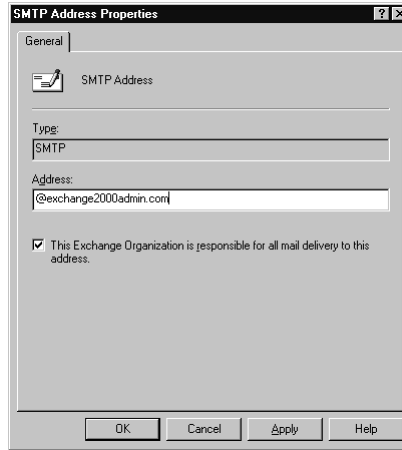 SMTP Address Properties
General
SMTP Address
Type:
SMTP
Address:
@exchange2000admin.com
This Exchange Organization is responsible for all mail delivery to this
address.
OK Cancel Apply Help